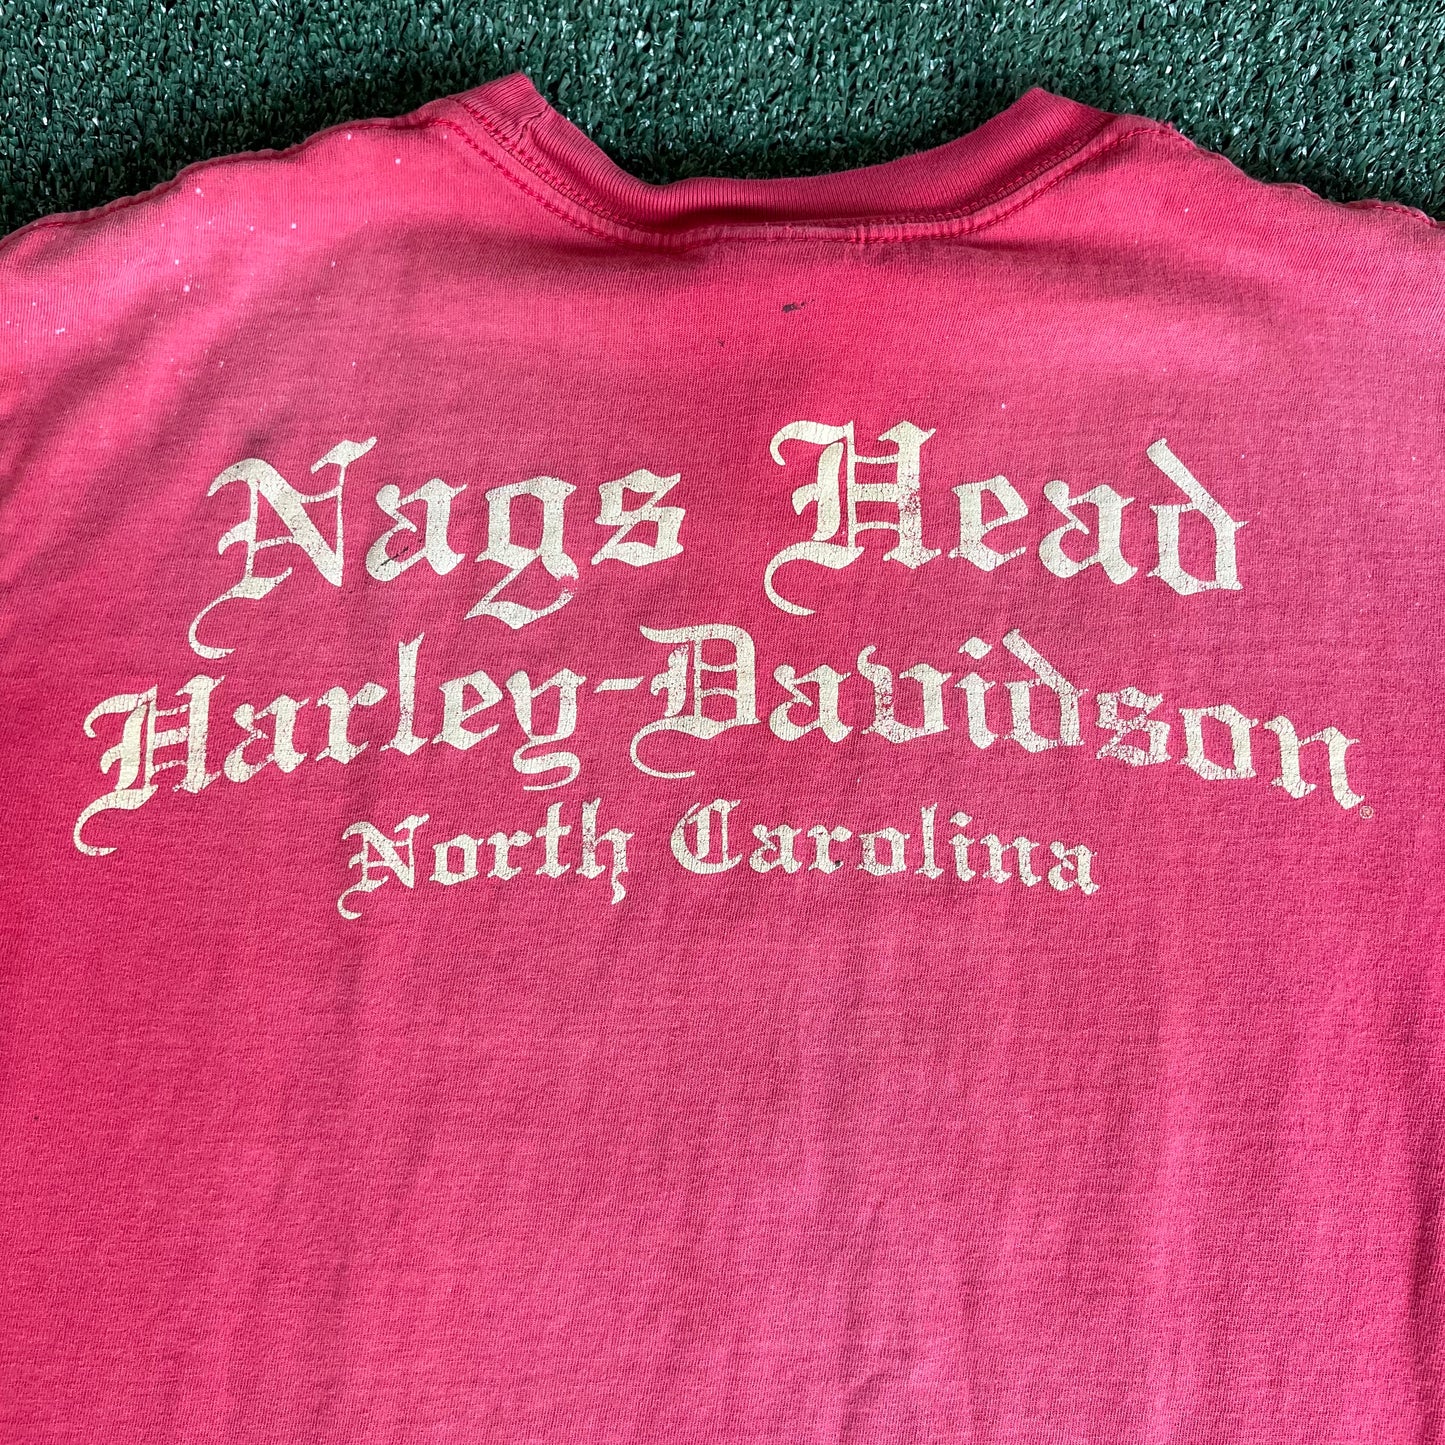 Nags Head
Harley-Davidson®
North Carolina